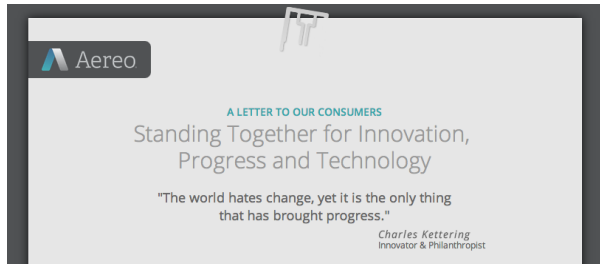 Aereo
A LETTER TO OUR CONSUMERS
Standing Together for Innovation,
Progress and Technology
"The world hates change, yet it is the only thing
that has brought progress."
Charles Kettering
Innovator & Philanthropist